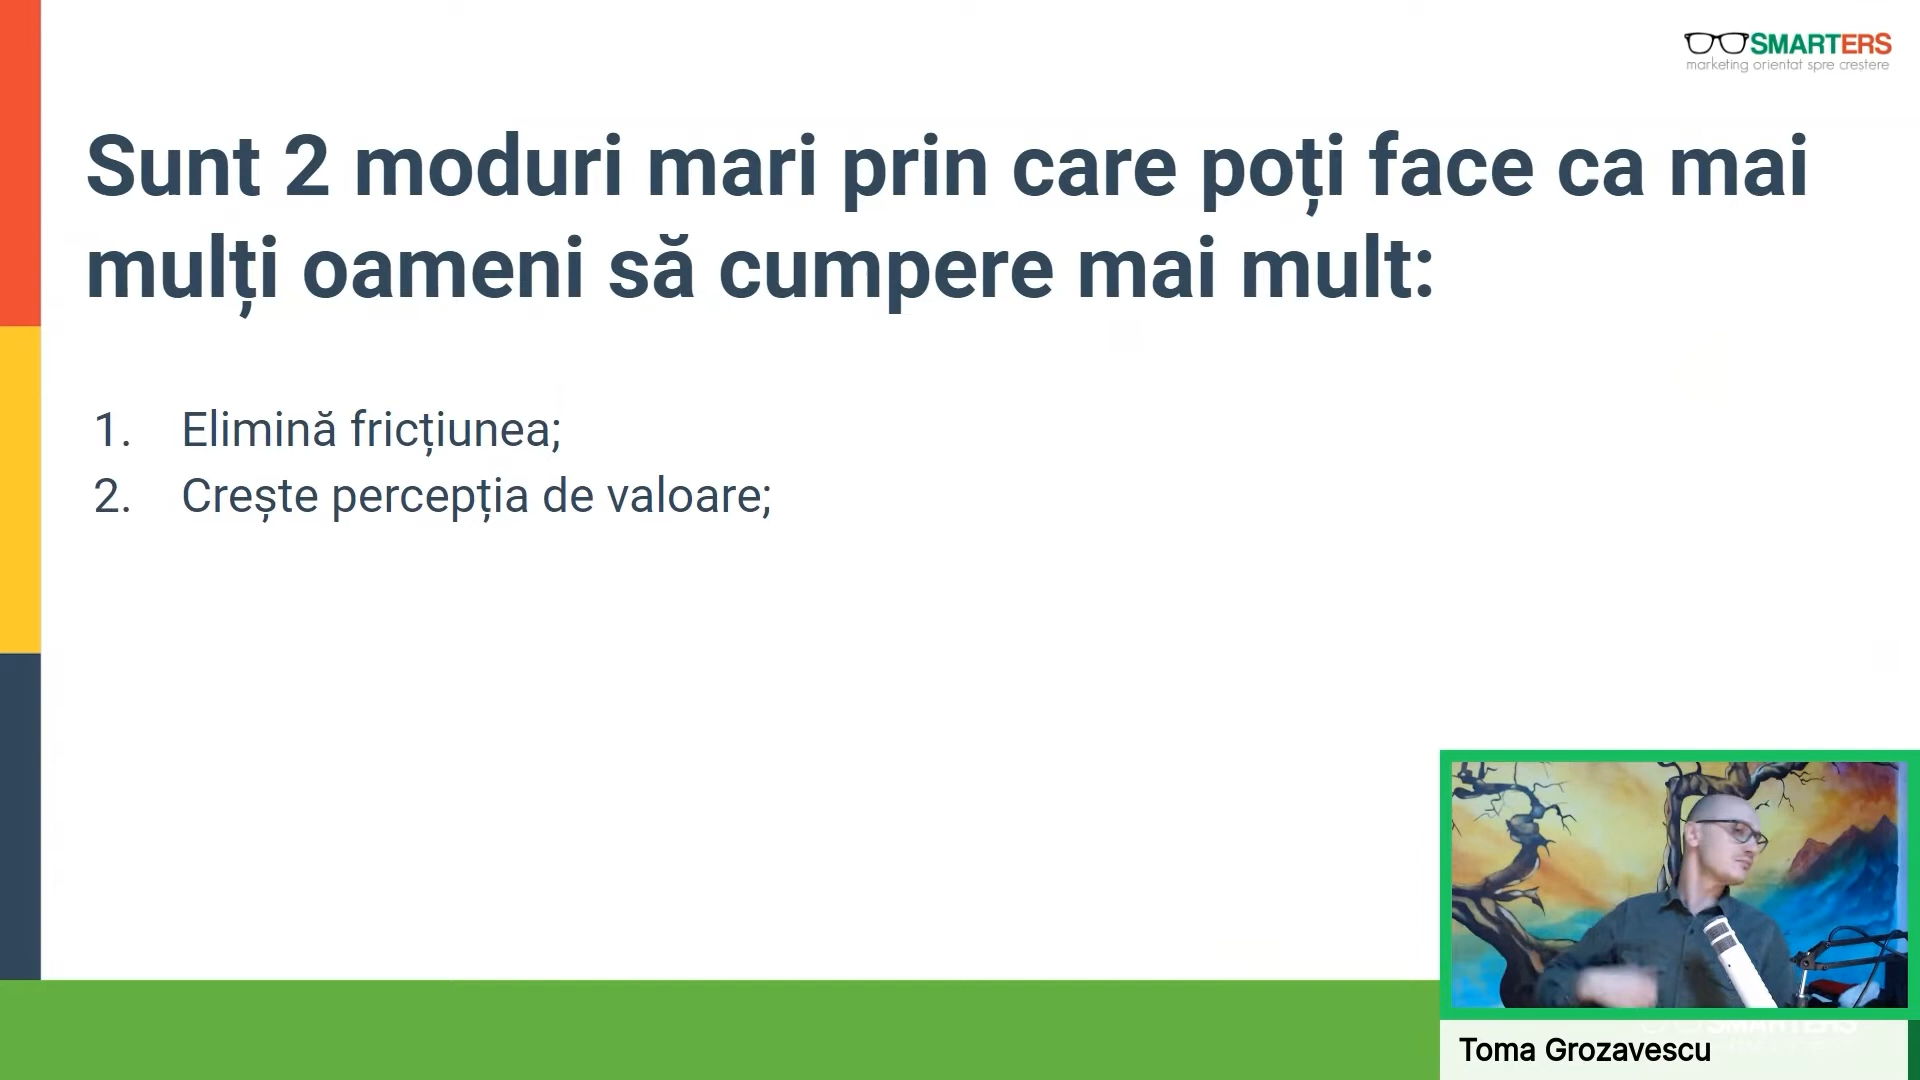 SMARTERS
marketing orientat spre creștere
Sunt 2 moduri mari prin care poți face ca mai
mulți oameni să cumpere mai mult:
1. Elimină fricțiunea;
2. Crește percepția de valoare;
SMARTERS
Toma Grozavescu